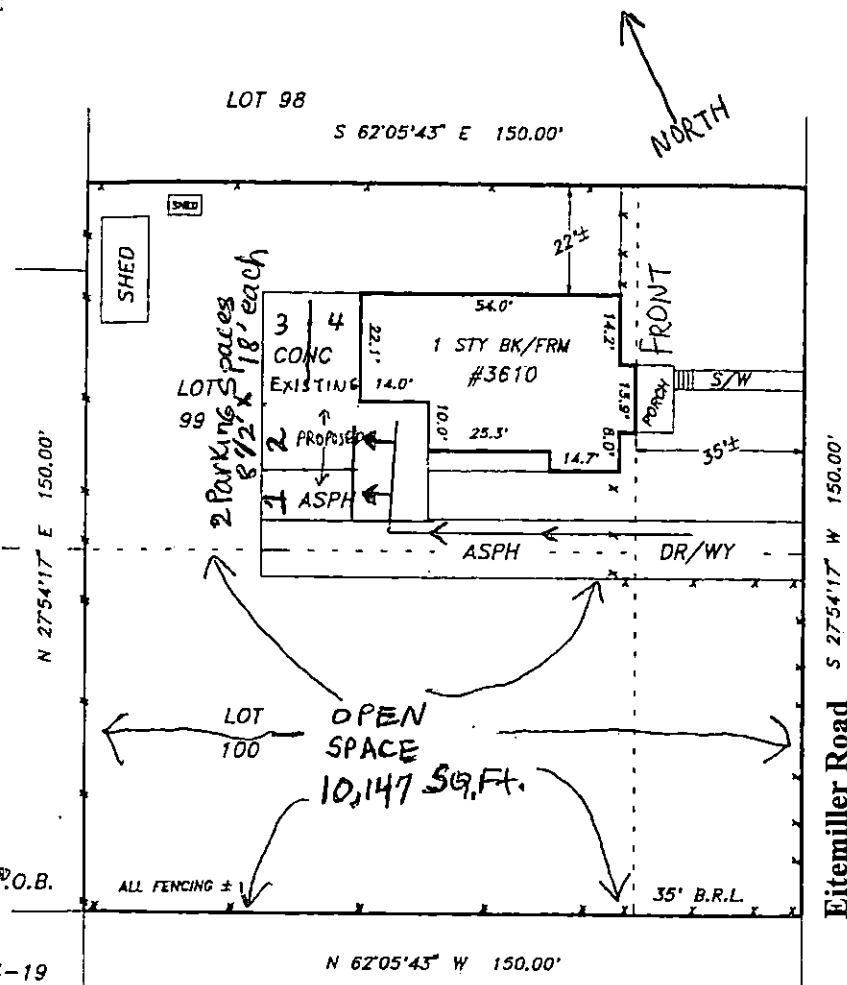 NORTH
LOT 98
S 62°05'43" E 150.00'
SHED
SHED
22'±
2 Parking Spaces
8 1/2' x 18' each
3 4
CONC
EXISTING
LOT
99
54.0'
22.1'
14.0'
1 STY BK/FRM
#3610
14.2'
FRONT
15.9'
PORCH
S/W
10.0'
25.3'
8.0'
14.7'
35'±
2 PROPOSED
1 ASPH
ASPH DR/WY
N 27°54'17" E 150.00'
S 27°54'17" W 150.00'
Eitemiller Road
LOT
100
OPEN
SPACE
10,147 SQ.Ft.
P.O.B.
ALL FENCING ±
35' B.R.L.
-19
N 62°05'43" W 150.00'